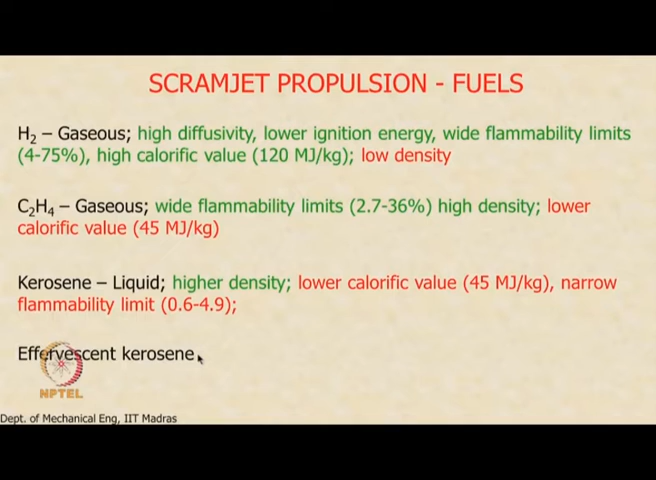 SCRAMJET PROPULSION - FUELS
H₂ – Gaseous; high diffusivity, lower ignition energy, wide flammability limits
(4-75%), high calorific value (120 MJ/kg); low density
C₂H₄ – Gaseous; wide flammability limits (2.7-36%) high density; lower
calorific value (45 MJ/kg)
Kerosene – Liquid; higher density; lower calorific value (45 MJ/kg), narrow
flammability limit (0.6-4.9);
Effervescent kerosene
NPTEL
Dept. of Mechanical Eng, IIT Madras